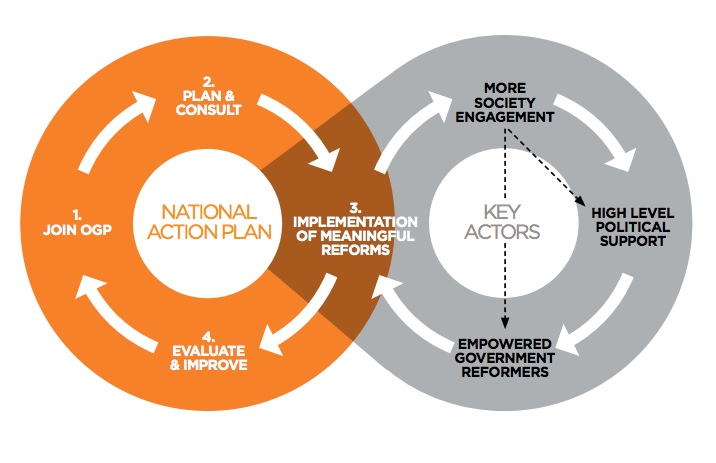 2.
PLAN &
CONSULT
1.
JOIN OGP
NATIONAL
ACTION PLAN
3.
IMPLEMENTATION
OF MEANINGFUL
REFORMS
4.
EVALUATE
& IMPROVE
MORE
SOCIETY
ENGAGEMENT
KEY
ACTORS
HIGH LEVEL
POLITICAL
SUPPORT
EMPOWERED
GOVERNMENT
REFORMERS